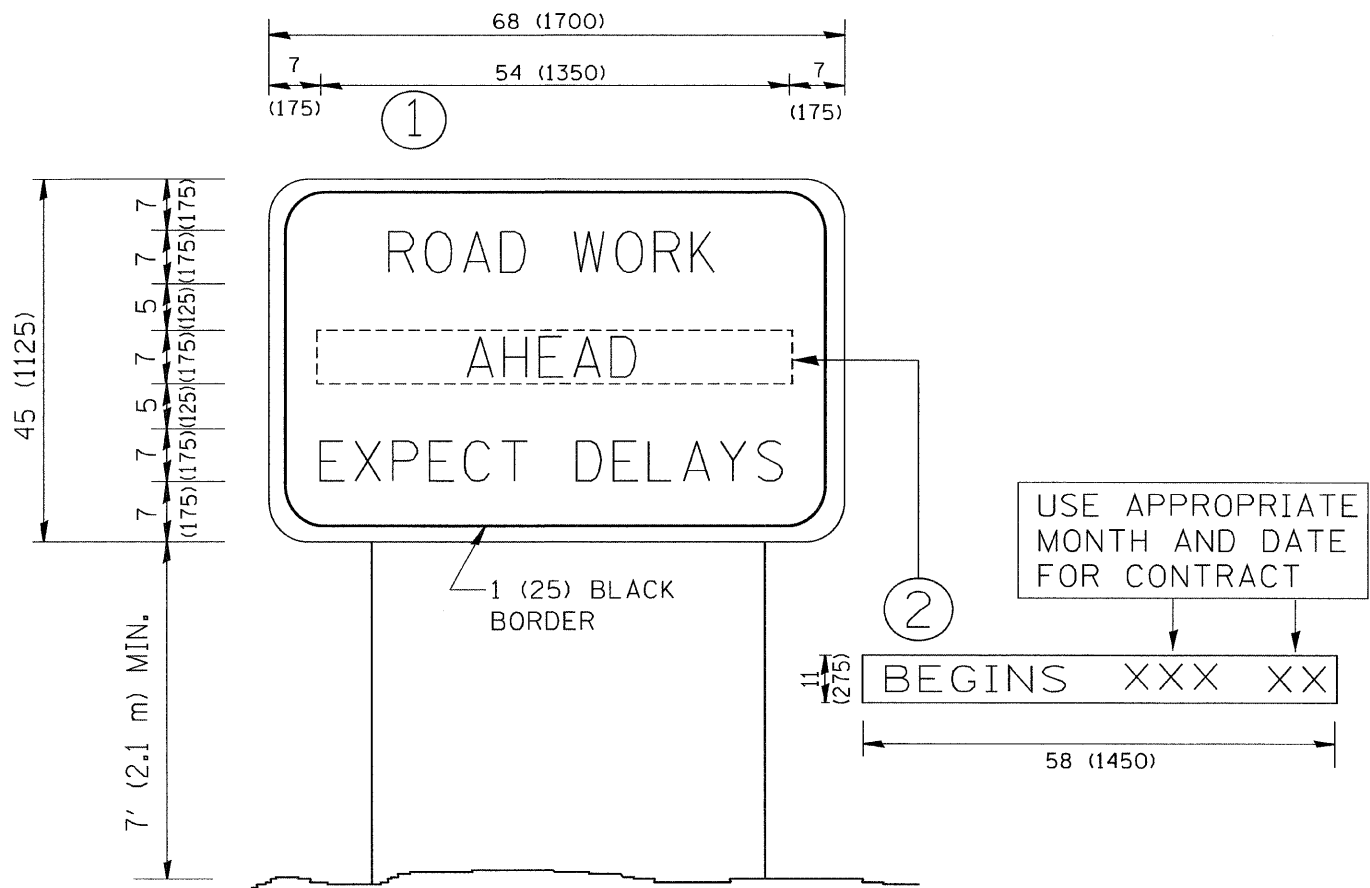 68 (1700)
7
54 (1350)
7
(175)
(175)
1
45 (1125)
7 (175)
7 (175)
5 (125)
7 (175)
5 (125)
7 (175)
7 (175)
ROAD WORK
AHEAD
EXPECT DELAYS
1 (25) BLACK
BORDER
7' (2.1 m) MIN.
USE APPROPRIATE
MONTH AND DATE
FOR CONTRACT
2
11
(275)
BEGINS XXX XX
58 (1450)